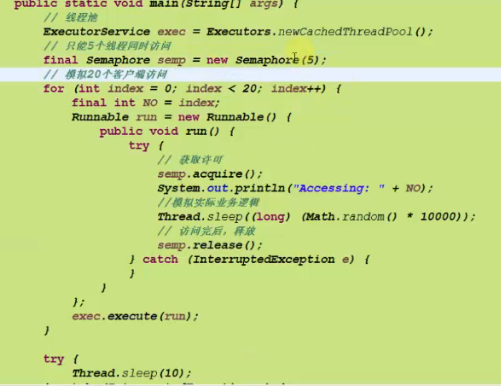 public static void main(String[] args) {
// 线程池
ExecutorService exec = Executors.newCachedThreadPool();
// 只能5个线程同时访问
final Semaphore semp = new Semaphore(5);
// 模拟20个客户端访问
for (int index = 0; index < 20; index++) {
final int NO = index;
Runnable run = new Runnable() {
public void run() {
try {
// 获取许可
semp.acquire();
System.out.println("Accessing: " + NO);
//模拟实际业务逻辑
Thread.sleep((long) (Math.random() * 10000));
// 访问完后，释放
semp.release();
} catch (InterruptedException e) {
}
}
};
exec.execute(run);
}
try {
Thread.sleep(10);